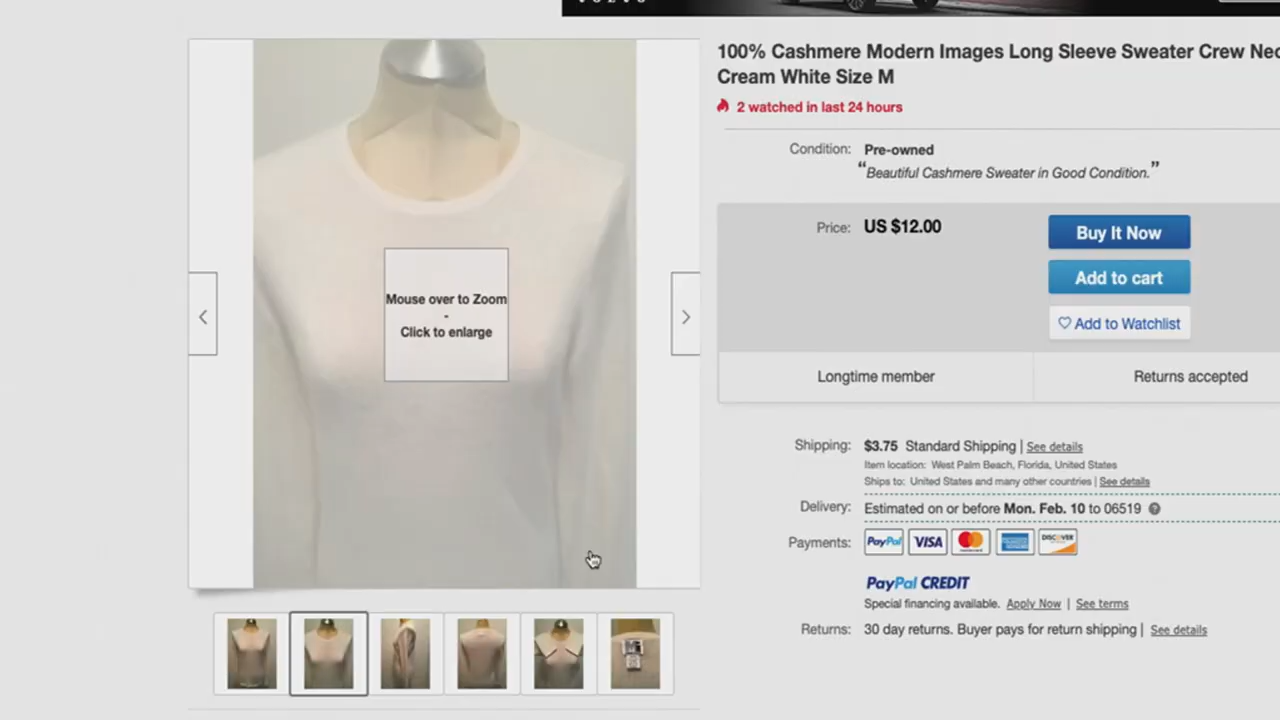 100% Cashmere Modern Images Long Sleeve Sweater Crew
Cream White Size M
2 watched in last 24 hours
Condition: Pre-owned
“Beautiful Cashmere Sweater in Good Condition.”
Price: US $12.00
Buy It Now
Add to cart
Add to Watchlist
Mouse over to Zoom
-
Click to enlarge
Longtime member
Returns accepted
Shipping: $3.75 Standard Shipping | See details
Item location: West Palm Beach, Florida, United States
Ships to: United States and many other countries | See details
Delivery: Estimated on or before Mon. Feb. 10 to 06519
Payments: PayPal VISA MasterCard AMERICAN EXPRESS DISCOVER
PayPal CREDIT
Special financing available. Apply Now | See terms
Returns: 30 day returns. Buyer pays for return shipping | See details